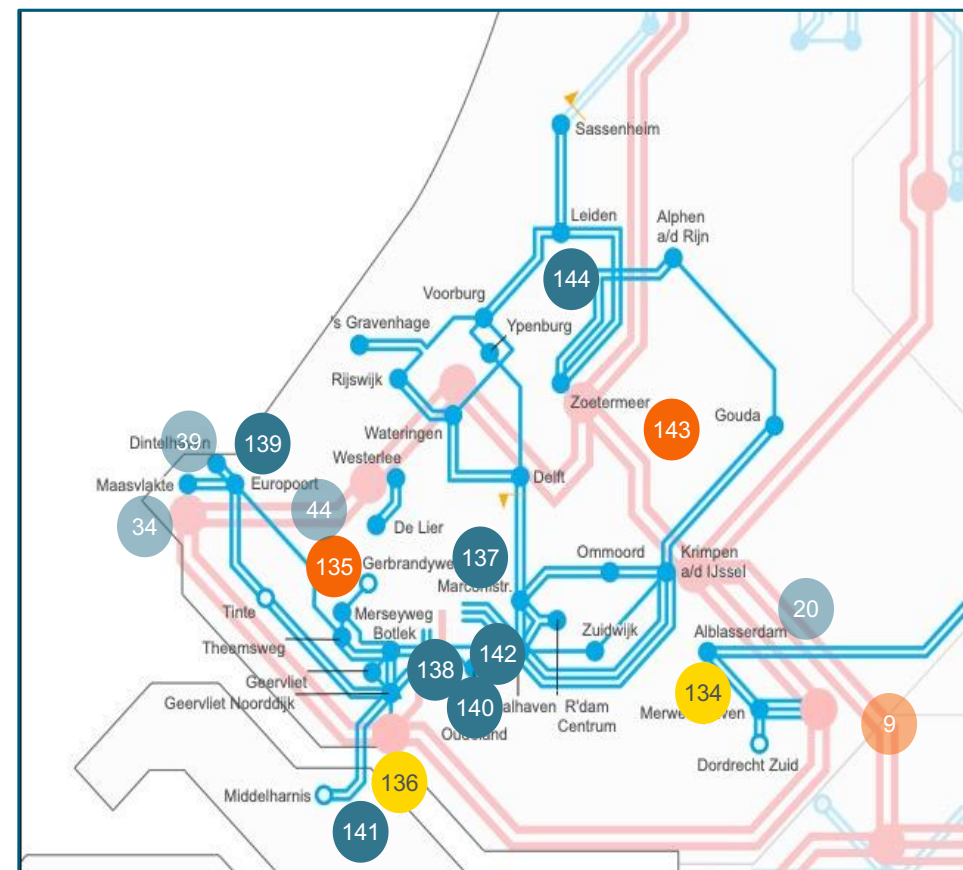 Sassenheim
Leiden
Alphen
a/d Rijn
144
Voorburg
's Gravenhage
Ypenburg
Rijswijk
Zoetermeer
143
Gouda
Wateringen
39
139
Westerlee
Maasvlakte
Europoort
Delft
34
44
De Lier
137
Ommoord
Krimpen
a/d IJssel
135
20
Tinte
Merseyweg
Zuidwijk
Alblasserdam
Theemsweg
Botlek
142
138
134
Geervliet
Geervliet Noorddijk
140
R'dam
Centrum
9
Dordrecht Zuid
136
Middelharnis
141